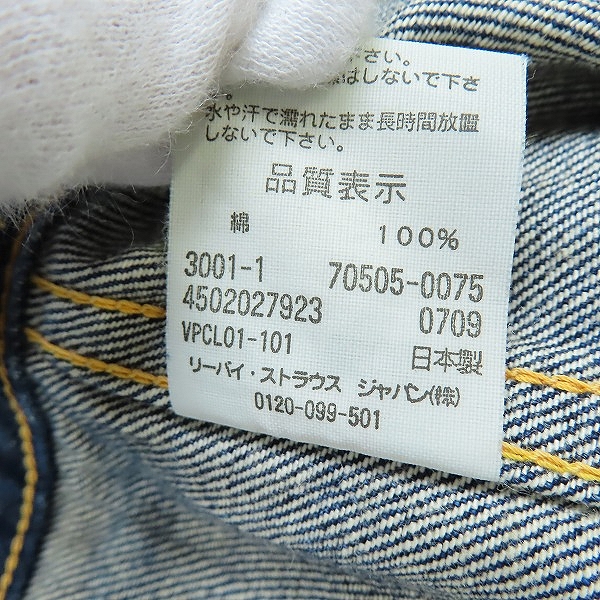 下さい。
はしないで下さ
い。
水や汗で濡れたまま長時間放置
しないで下さい。
品質表示
綿 100%
3001-1 70505-0075
4502027923 0709
VPCL01-101 日本製
リーバイ・ストラウス ジャパン(株)
0120-099-501